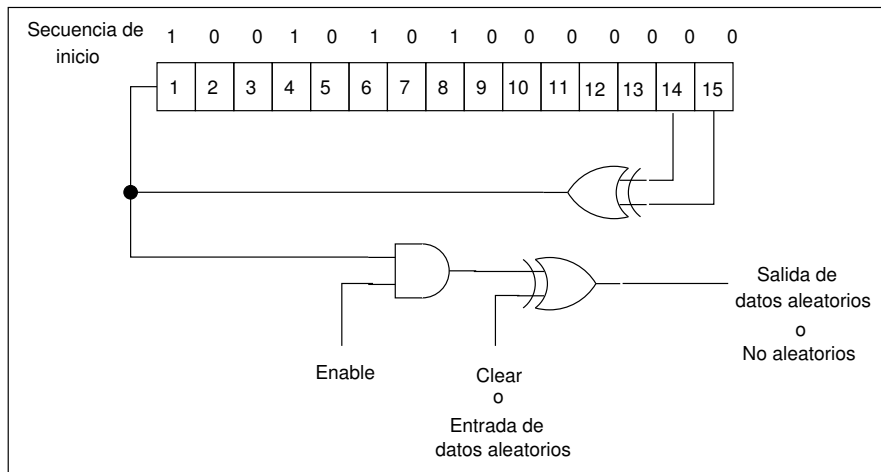 Secuencia de
inicio
1 0 0 1 0 1 0 1 0 0 0 0 0 0 0
1 2 3 4 5 6 7 8 9 10 11 12 13 14 15
Salida de
datos aleatorios
o
No aleatorios
Enable
Clear
o
Entrada de
datos aleatorios